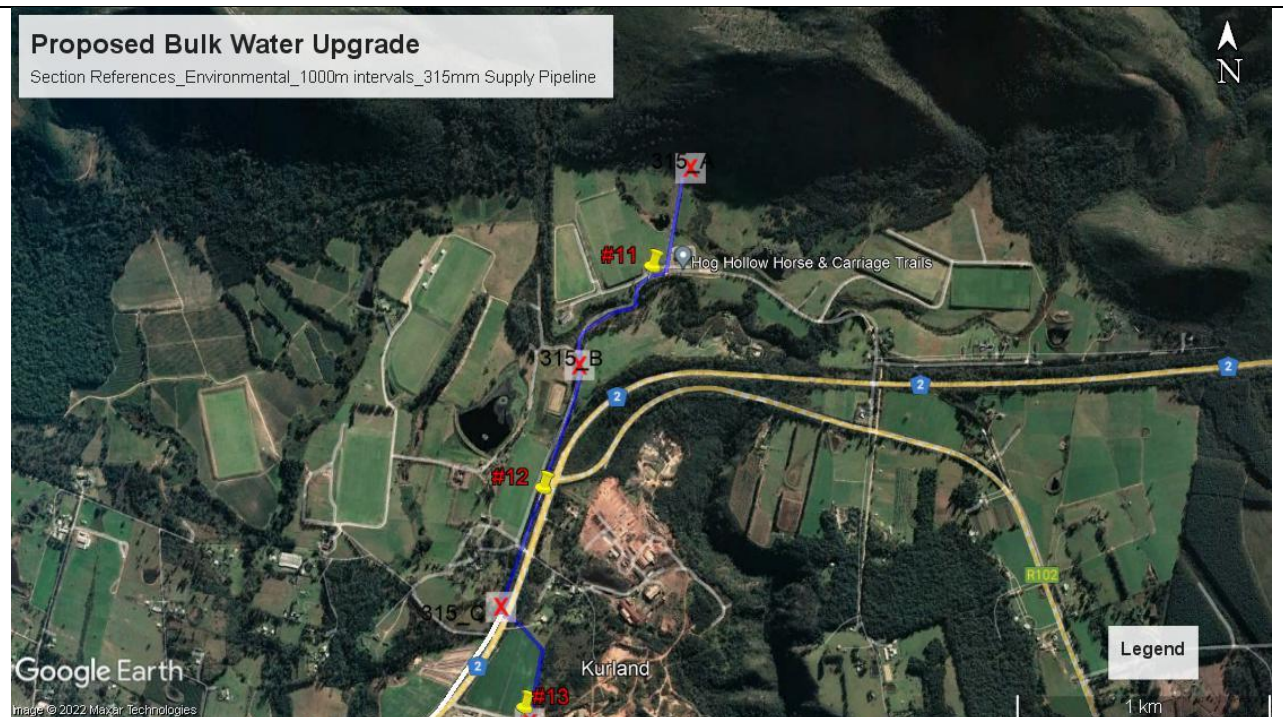 Proposed Bulk Water Upgrade
Section References_Environmental_1000m intervals_315mm Supply Pipeline
N
315_A
#11
Hog Hollow Horse & Carriage Trails
315_B
2
2
2
#12
R102
315_C
Legend
2
Kurland
Google Earth
#13
Image © 2022 Maxar Technologies
1 km